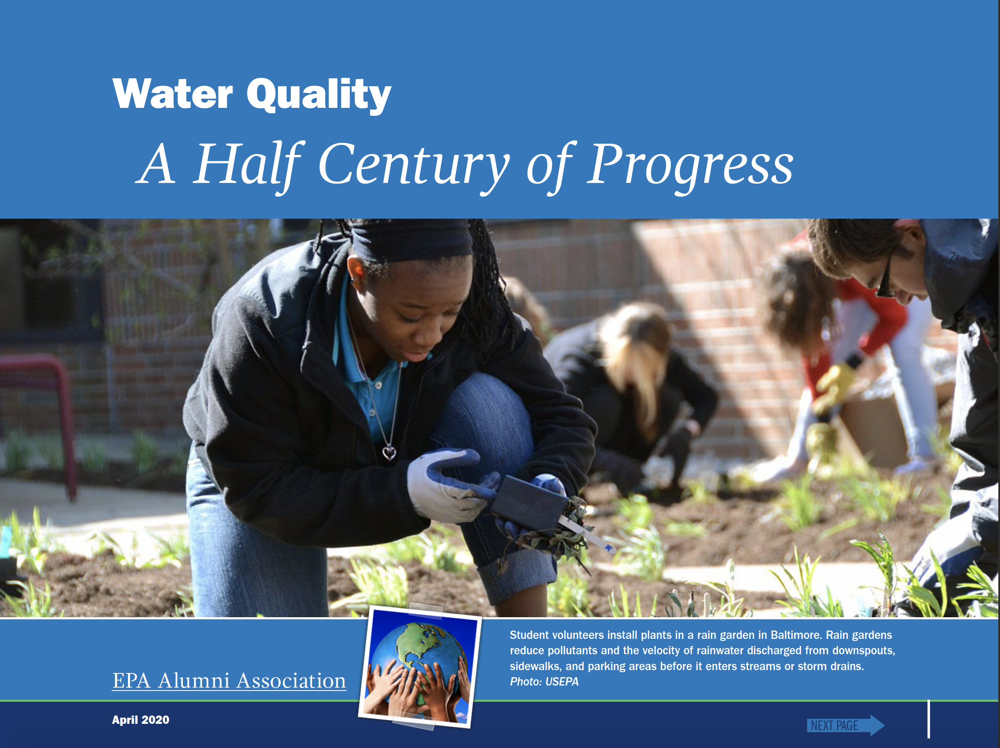 Water Quality
A Half Century of Progress
Student volunteers install plants in a rain garden in Baltimore. Rain gardens
reduce pollutants and the velocity of rainwater discharged from downspouts,
sidewalks, and parking areas before it enters streams or storm drains.
Photo: USEPA
EPA Alumni Association
April 2020
NEXT PAGE